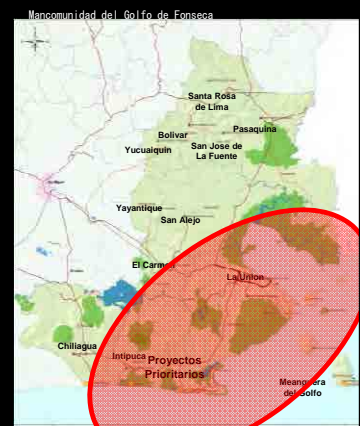 Mancomunidad del Golfo de Fonseca
Santa Rosa
de Lima
Bolivar
Pasaquina
Yucuaiquin
San Jose de
La Fuente
Yayantique
San Alejo
El Carmen
La Union
Chiliagua
Intipuca
Proyectos
Prioritarios
Meanguera
del Golfo